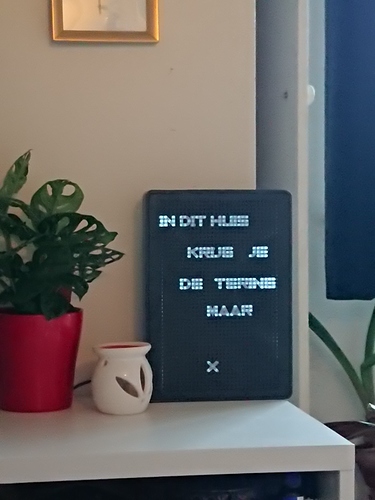 IN DIT HUIS
KRIJG JE
DE TERING
NAAR
X